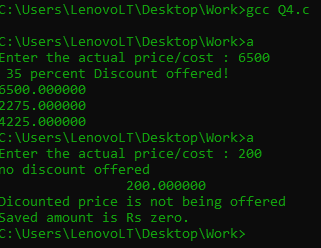 C:\Users\LenovoLT\Desktop\Work>gcc Q4.c
C:\Users\LenovoLT\Desktop\Work>a
Enter the actual price/cost : 6500
 35 percent Discount offered!
6500.000000
2275.000000
4225.000000
C:\Users\LenovoLT\Desktop\Work>a
Enter the actual price/cost : 200
no discount offered
                200.000000
Dicounted price is not being offered
Saved amount is Rs zero.
C:\Users\LenovoLT\Desktop\Work>